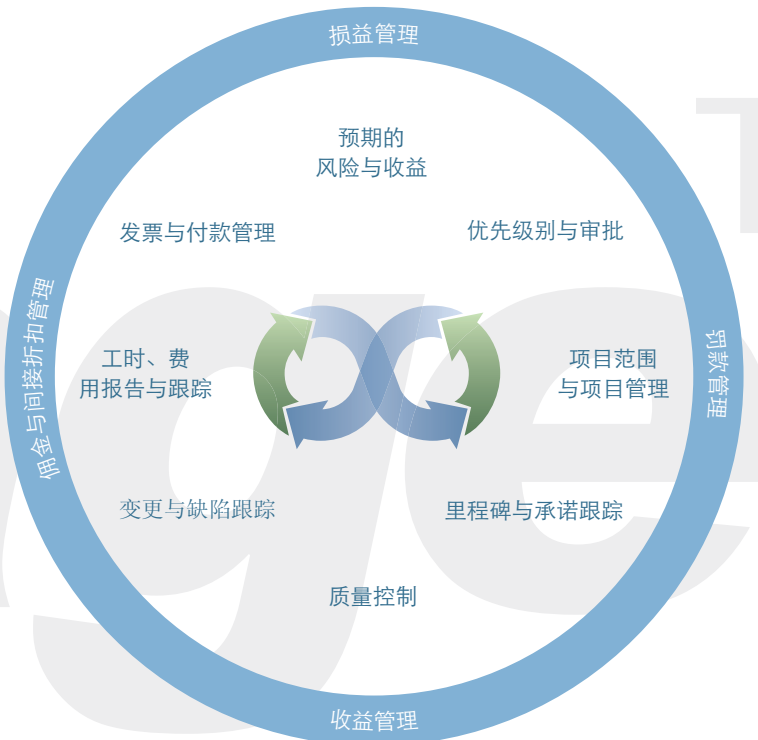 损益管理
预期的
风险与收益
发票与付款管理
优先级别与审批
佣金与间接折扣管理
工时、费
用报告与跟踪
项目范围
与项目管理
罚款管理
变更与缺陷跟踪
里程碑与承诺跟踪
质量控制
收益管理